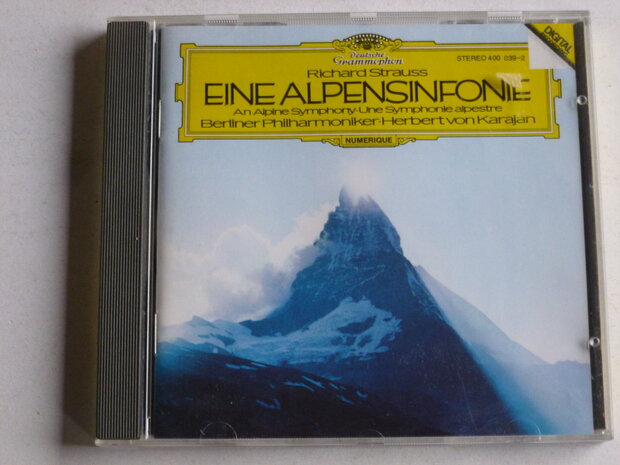 Deutsche
Grammophon
DIGITAL
STEREO 400 039-2
Richard Strauss
EINE ALPENSINFONIE
An Alpine Symphony·Une Symphonie alpestre
Berliner Philharmoniker·Herbert von Karajan
NUMERIQUE